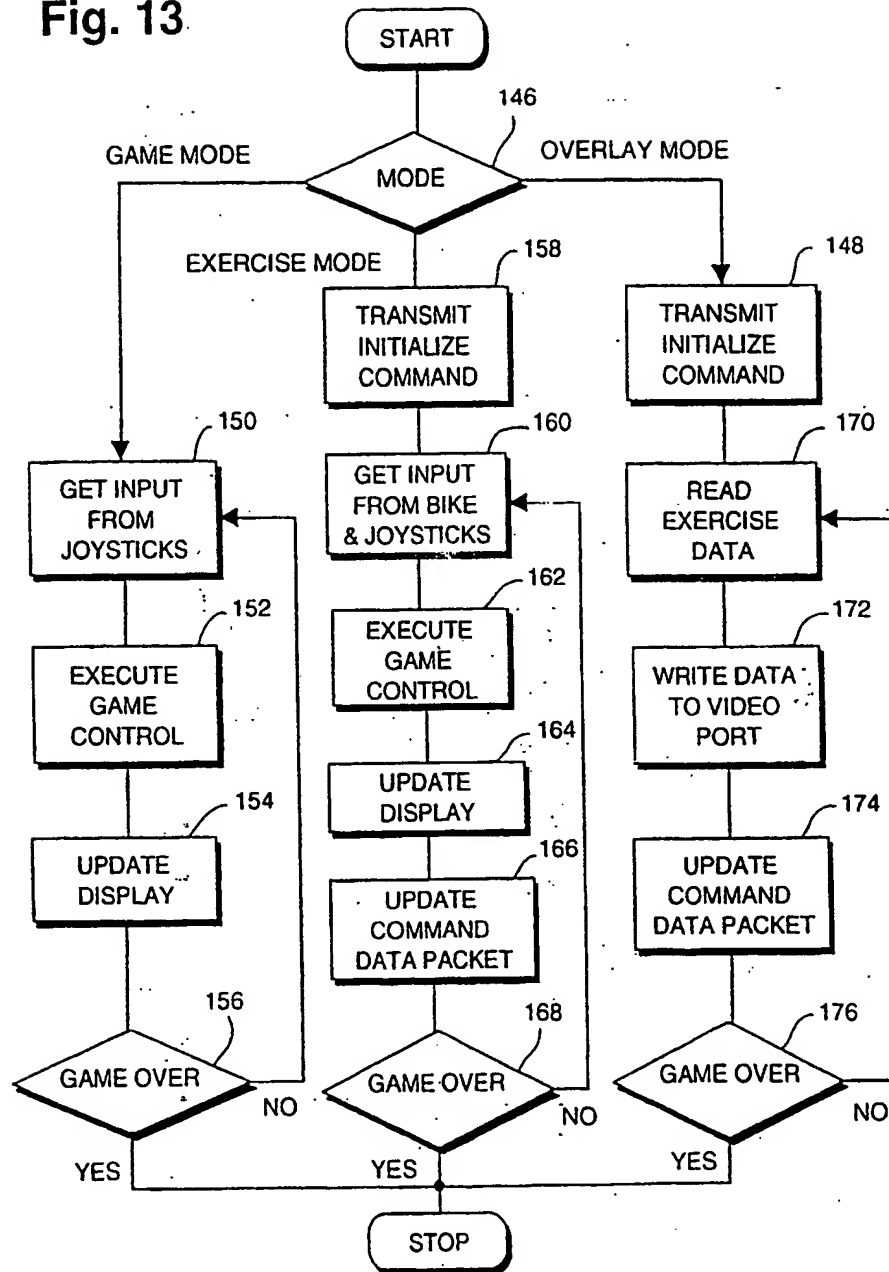 Fig. 13
START
146
GAME MODE
OVERLAY MODE
MODE
EXERCISE MODE
158
148
TRANSMIT
INITIALIZE
COMMAND
TRANSMIT
INITIALIZE
COMMAND
150
160
170
GET INPUT
FROM
JOYSTICKS
GET INPUT
FROM BIKE
& JOYSTICKS
READ
EXERCISE
DATA
152
162
172
EXECUTE
GAME
CONTROL
EXECUTE
GAME
CONTROL
WRITE DATA
TO VIDEO
PORT
154
164
174
UPDATE
DISPLAY
UPDATE
DISPLAY
166
UPDATE
COMMAND
DATA PACKET
UPDATE
COMMAND
DATA PACKET
156
168
176
GAME OVER
GAME OVER
GAME OVER
NO
NO
NO
YES
YES
YES
STOP